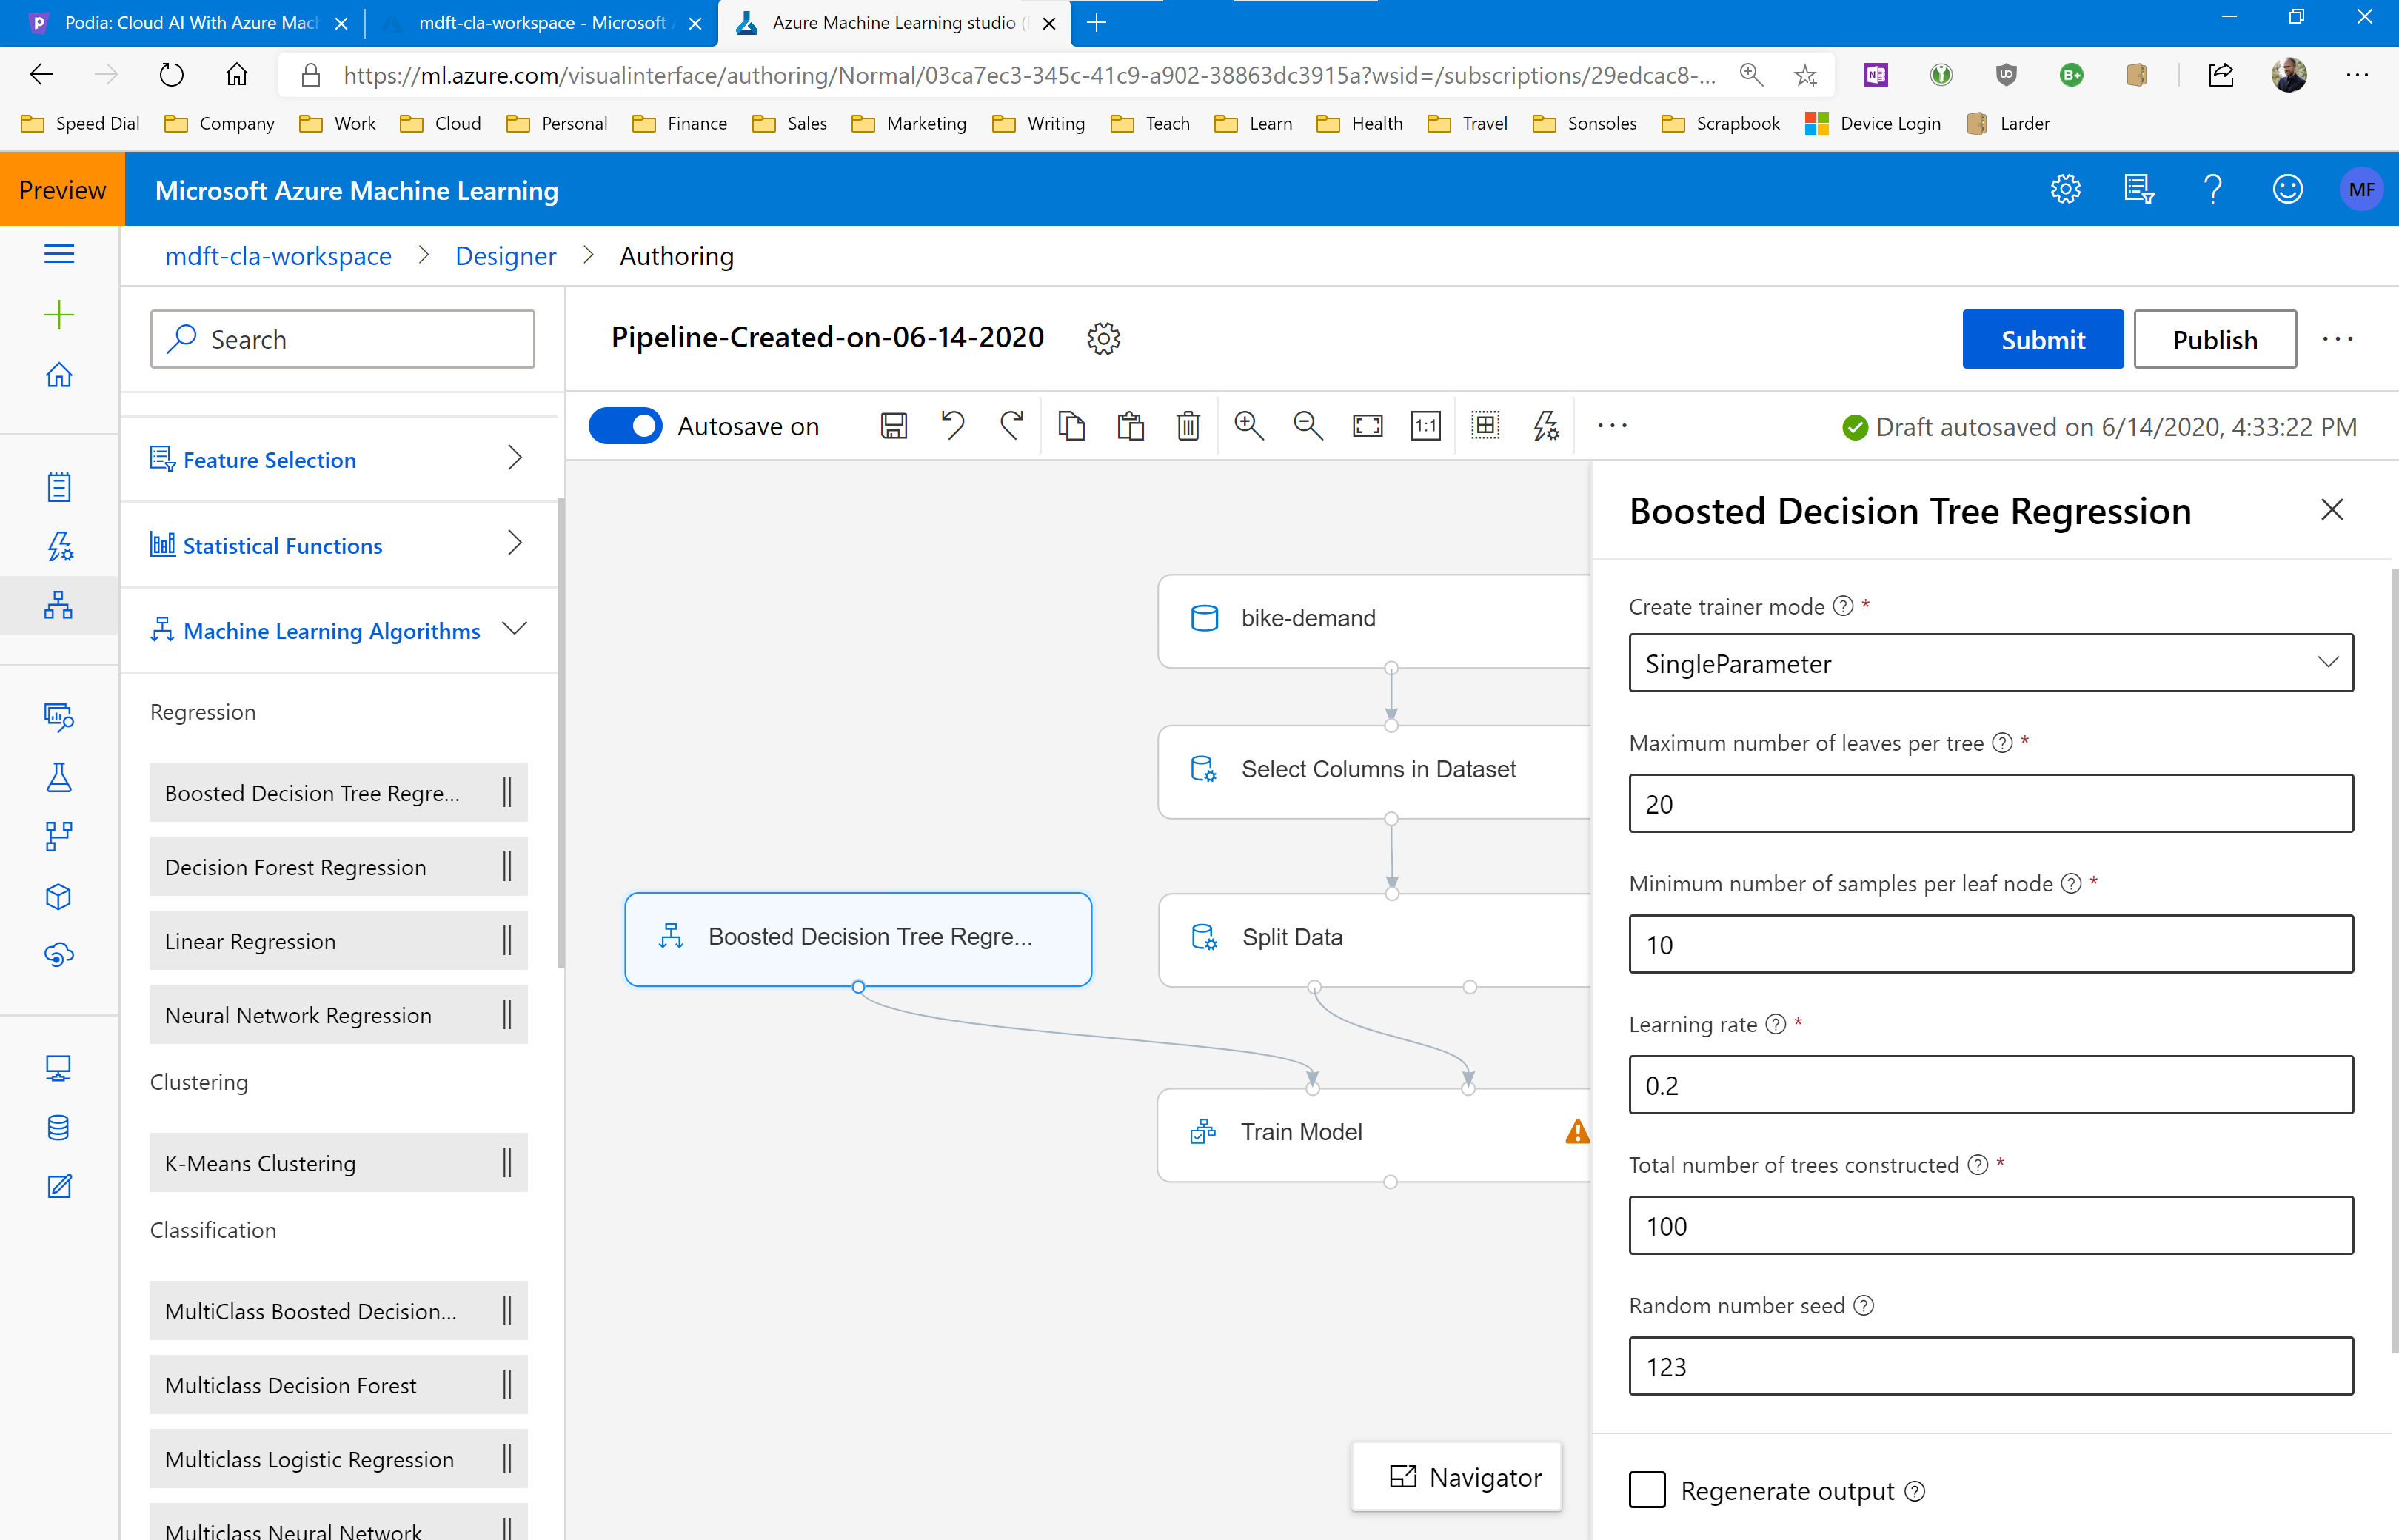 Podia: Cloud AI With Azure Mach
mdft-cla-workspace - Microsoft A
Azure Machine Learning studio (
https://ml.azure.com/visualinterface/authoring/Normal/03ca7ec3-345c-41c9-a902-38863dc3915a?wsid=/subscriptions/29edcac8-...
Speed Dial Company Work Cloud Personal Finance Sales Marketing Writing Teach Learn Health Travel Sonsoles Scrapbook Device Login Larder
Preview Microsoft Azure Machine Learning MF
mdft-cla-workspace > Designer > Authoring
Search
Pipeline-Created-on-06-14-2020
Submit Publish ...
Autosave on
1:1
Draft autosaved on 6/14/2020, 4:33:22 PM
Feature Selection
Statistical Functions
Machine Learning Algorithms
Regression
Boosted Decision Tree Regre...
Decision Forest Regression
Linear Regression
Neural Network Regression
Clustering
K-Means Clustering
Classification
MultiClass Boosted Decision...
Multiclass Decision Forest
Multiclass Logistic Regression
Multiclass Neural Network
bike-demand
Select Columns in Dataset
Boosted Decision Tree Regre...
Split Data
Train Model
Navigator
Boosted Decision Tree Regression
Create trainer mode *
SingleParameter
Maximum number of leaves per tree *
20
Minimum number of samples per leaf node *
10
Learning rate *
0.2
Total number of trees constructed *
100
Random number seed
123
Regenerate output